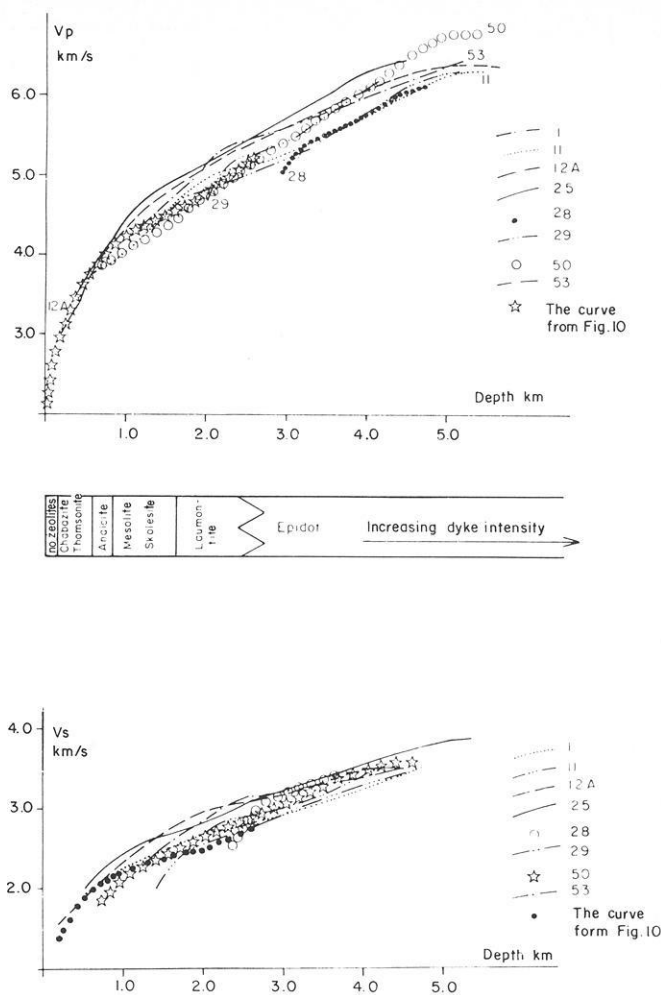 Vp
km/s
6.0
5.0
4.0
3.0
50
53
11
28
29
12A
1
11
12A
25
28
29
50
53
The curve
from Fig.10
Depth km
1.0 2.0 3.0 4.0 5.0
no zeolites
Chabazite
Thomsonite
Analcite
Mesolite
Skolesite
Laumon-
tite
Epidot
Increasing dyke intensity
4.0
Vs
km/s
3.0
2.0
1
11
12A
25
28
29
50
53
The curve
form Fig.10
Depth km
1.0 2.0 3.0 4.0 5.0